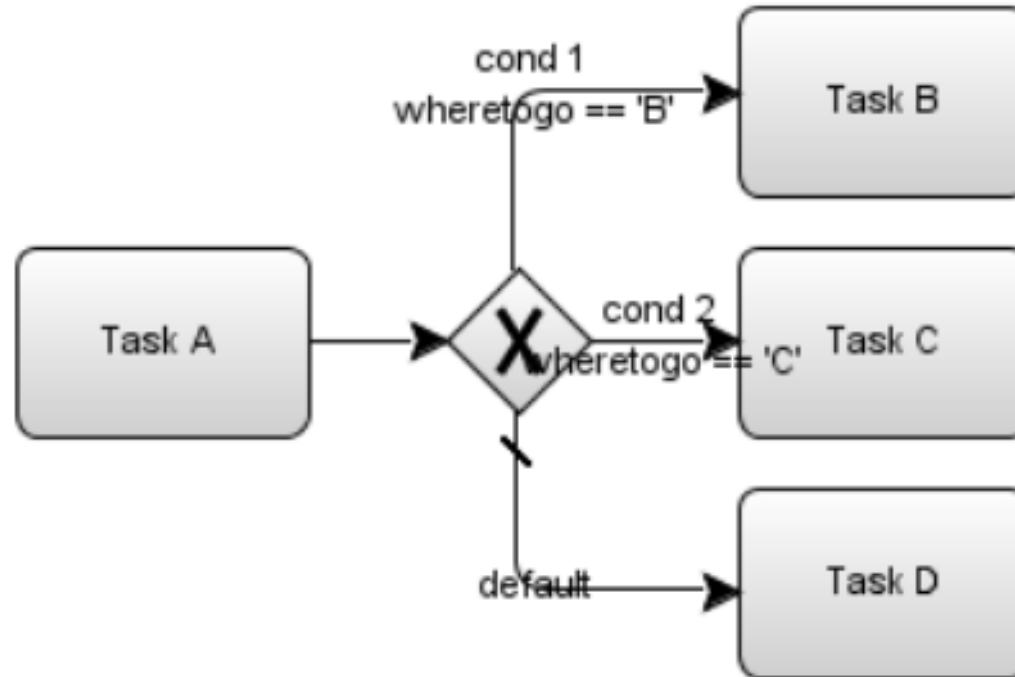 cond 1
wheretogo == 'B'
Task B
Task A
cond 2
wheretogo == 'C'
Task C
default
Task D